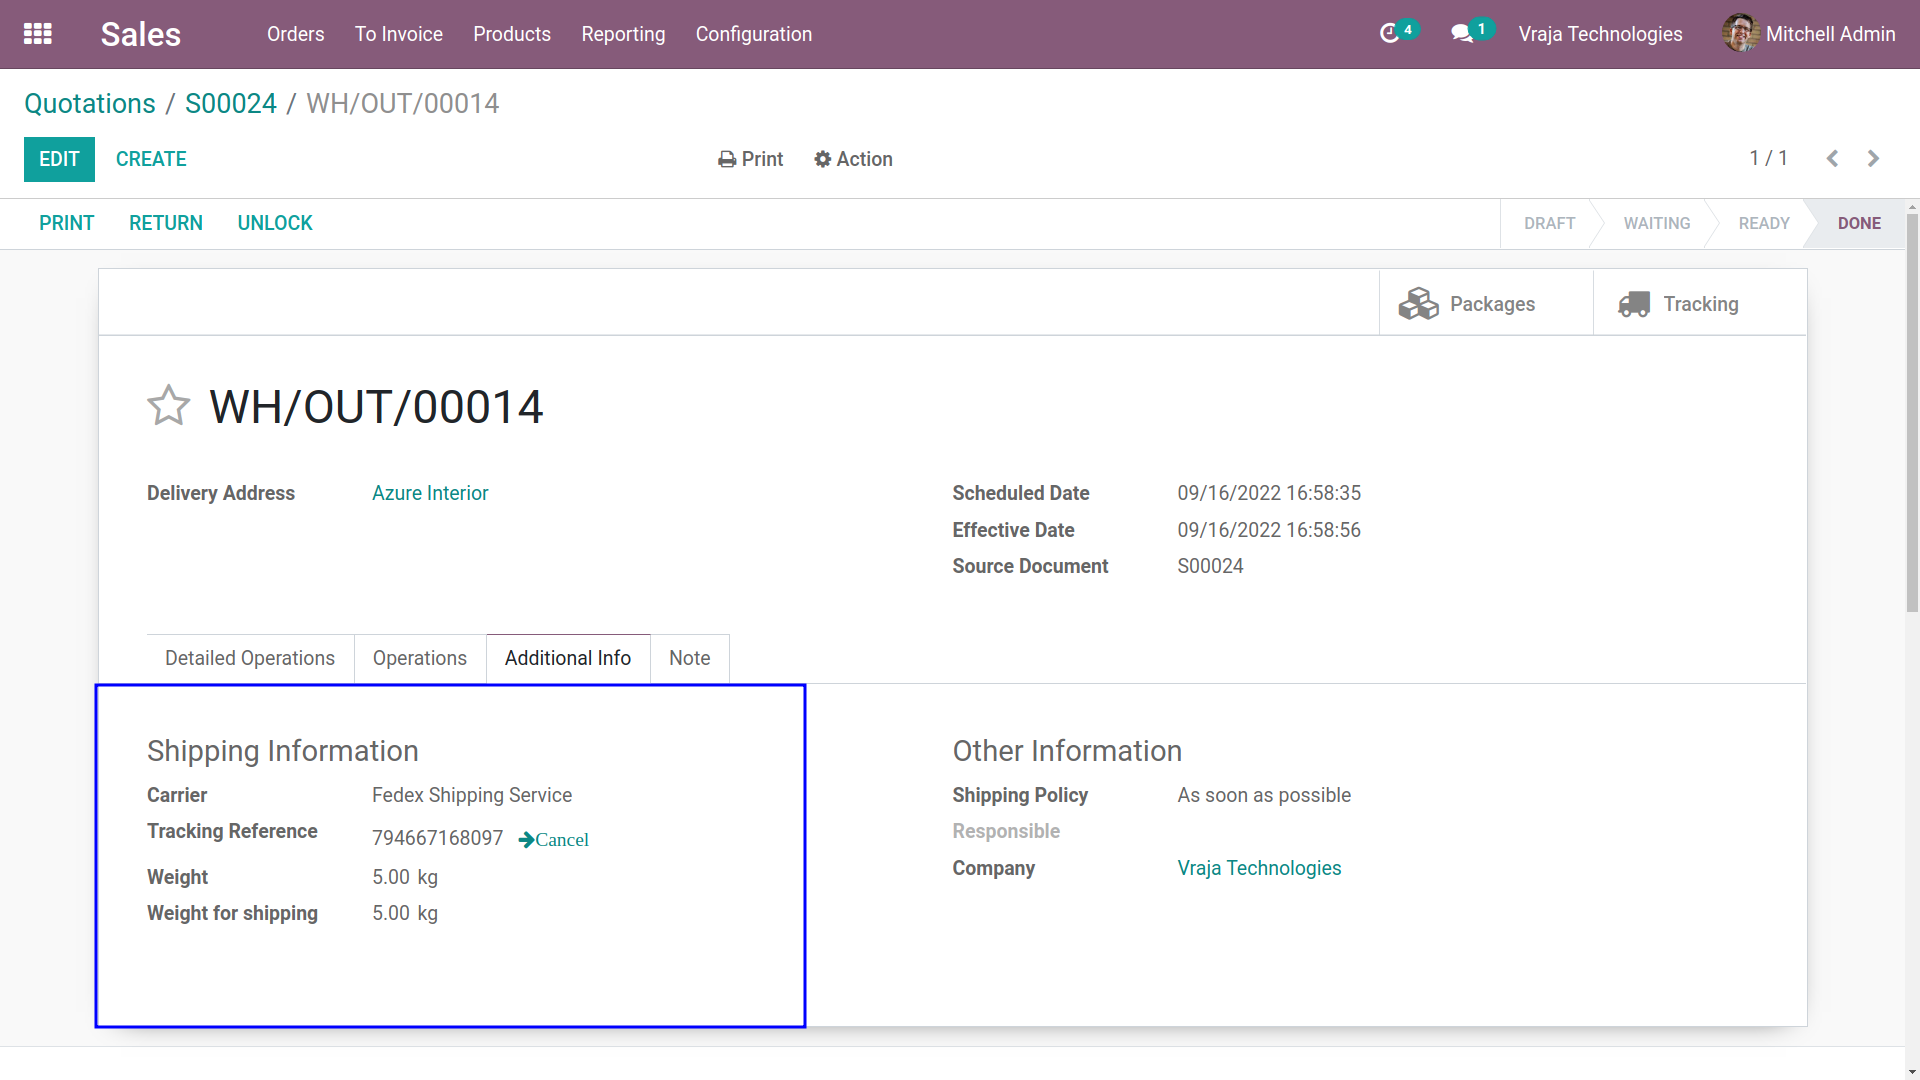 Sales Orders To Invoice Products Reporting Configuration 4 1 Vraja Technologies Mitchell Admin
Quotations / S00024 / WH/OUT/00014
EDIT CREATE Print Action 1 / 1
PRINT RETURN UNLOCK DRAFT WAITING READY DONE
Packages Tracking
WH/OUT/00014
Delivery Address Azure Interior Scheduled Date 09/16/2022 16:58:35
Effective Date 09/16/2022 16:58:56
Source Document S00024
Detailed Operations Operations Additional Info Note
Shipping Information Other Information
Carrier Fedex Shipping Service Shipping Policy As soon as possible
Tracking Reference 794667168097 Cancel Responsible
Weight 5.00 kg Company Vraja Technologies
Weight for shipping 5.00 kg